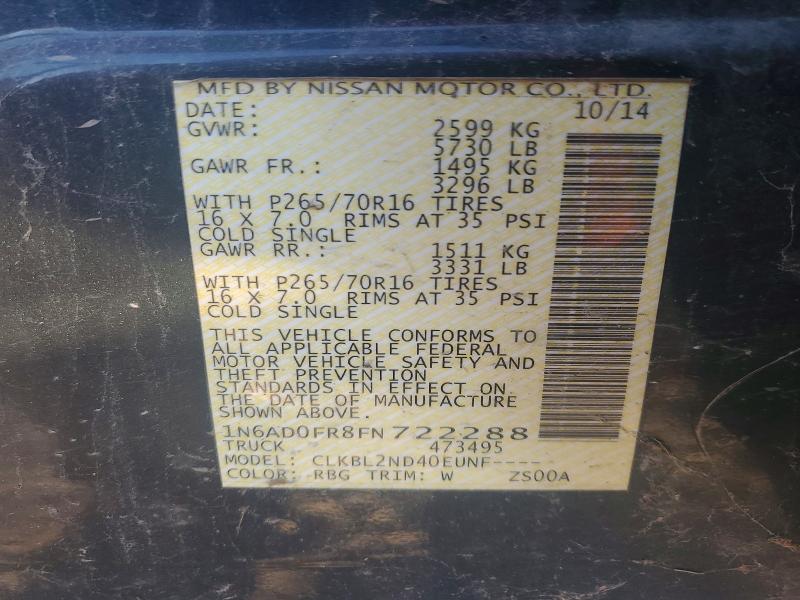 MFD BY NISSAN MOTOR CO., LTD.
DATE: 10/14
GVWR: 2599 KG
5730 LB
GAWR FR.: 1495 KG
3296 LB
WITH P265/70R16 TIRES
16 X 7.0 RIMS AT 35 PSI
COLD SINGLE
GAWR RR.: 1511 KG
3331 LB
WITH P265/70R16 TIRES
16 X 7.0 RIMS AT 35 PSI
COLD SINGLE
THIS VEHICLE CONFORMS TO
ALL APPLICABLE FEDERAL
MOTOR VEHICLE SAFETY AND
THEFT PREVENTION
STANDARDS IN EFFECT ON
THE DATE OF MANUFACTURE
SHOWN ABOVE.
1N6AD0FR8FN722288
TRUCK 473495
MODEL: CLKBL2ND40EUNF----
COLOR: RBG TRIM: W ZS00A